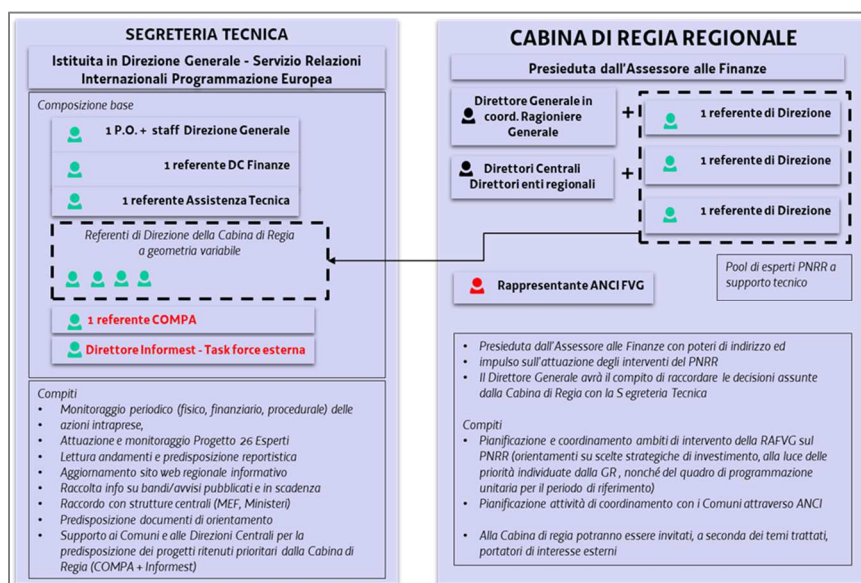 SEGRETERIA TECNICA
Istituita in Direzione Generale - Servizio Relazioni
Internazionali Programmazione Europea
Composizione base
1 P.O. + staff Direzione Generale
1 referente DC Finanze
1 referente Assistenza Tecnica
Referenti di Direzione della Cabina di Regia
a geometria variabile
1 referente COMPA
Direttore Informest - Task force esterna
Compiti
• Monitoraggio periodico (fisico, finanziario, procedurale) delle
• azioni intraprese,
• Attuazione e monitoraggio Progetto 26 Esperti
• Lettura andamenti e predisposizione reportistica
• Aggiornamento sito web regionale informativo
• Raccolta info su bandi/avvisi pubblicati e in scadenza
• Raccordo con strutture centrali (MEF, Ministeri)
• Predisposizione documenti di orientamento
• Supporto ai Comuni e alle Direzioni Centrali per la
predisposizione dei progetti ritenuti prioritari dalla Cabina di
Regia (COMPA + Informest)
CABINA DI REGIA REGIONALE
Presieduta dall'Assessore alle Finanze
Direttore Generale in
coord. Ragioniere
Generale
+
1 referente di Direzione
Direttori Centrali
Direttori enti regionali
+
1 referente di Direzione
1 referente di Direzione
Pool di esperti PNRR a
supporto tecnico
Rappresentante ANCI FVG
• Presieduta dall'Assessore alle Finanze con poteri di indirizzo ed
• impulso sull'attuazione degli interventi del PNRR
• Il Direttore Generale avrà il compito di raccordare le decisioni assunte
dalla Cabina di Regia con la S egreteria Tecnica
Compiti
• Pianificazione e coordinamento ambiti di intervento della RAFVG sul
PNRR (orientamenti su scelte strategiche di investimento, alla luce delle
priorità individuate dalla GR , nonché del quadro di programmazione
unitaria per il periodo di riferimento)
• Pianificazione attività di coordinamento con i Comuni attraverso ANCI
• Alla Cabina di regia potranno essere invitati, a seconda dei temi trattati,
portatori di interesse esterni